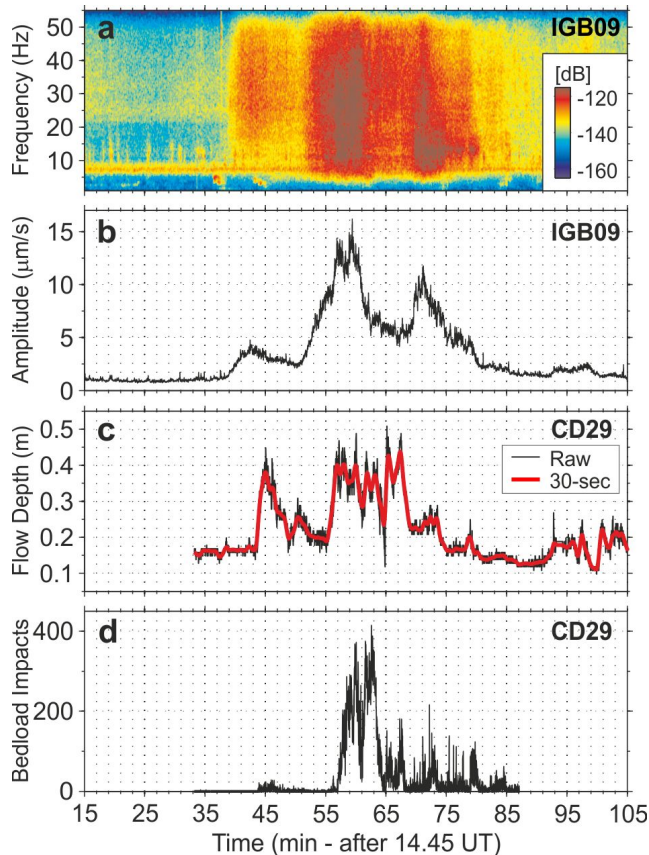 a
IGB09
Frequency (Hz)
50
40
30
20
10
[dB]
-120
-140
-160
b
IGB09
Amplitude (μm/s)
15
10
5
0
c
CD29
Flow Depth (m)
0.5
0.4
0.3
0.2
0.1
Raw
30-sec
d
CD29
Bedload Impacts
400
200
0
15 25 35 45 55 65 75 85 95 105
Time (min - after 14.45 UT)